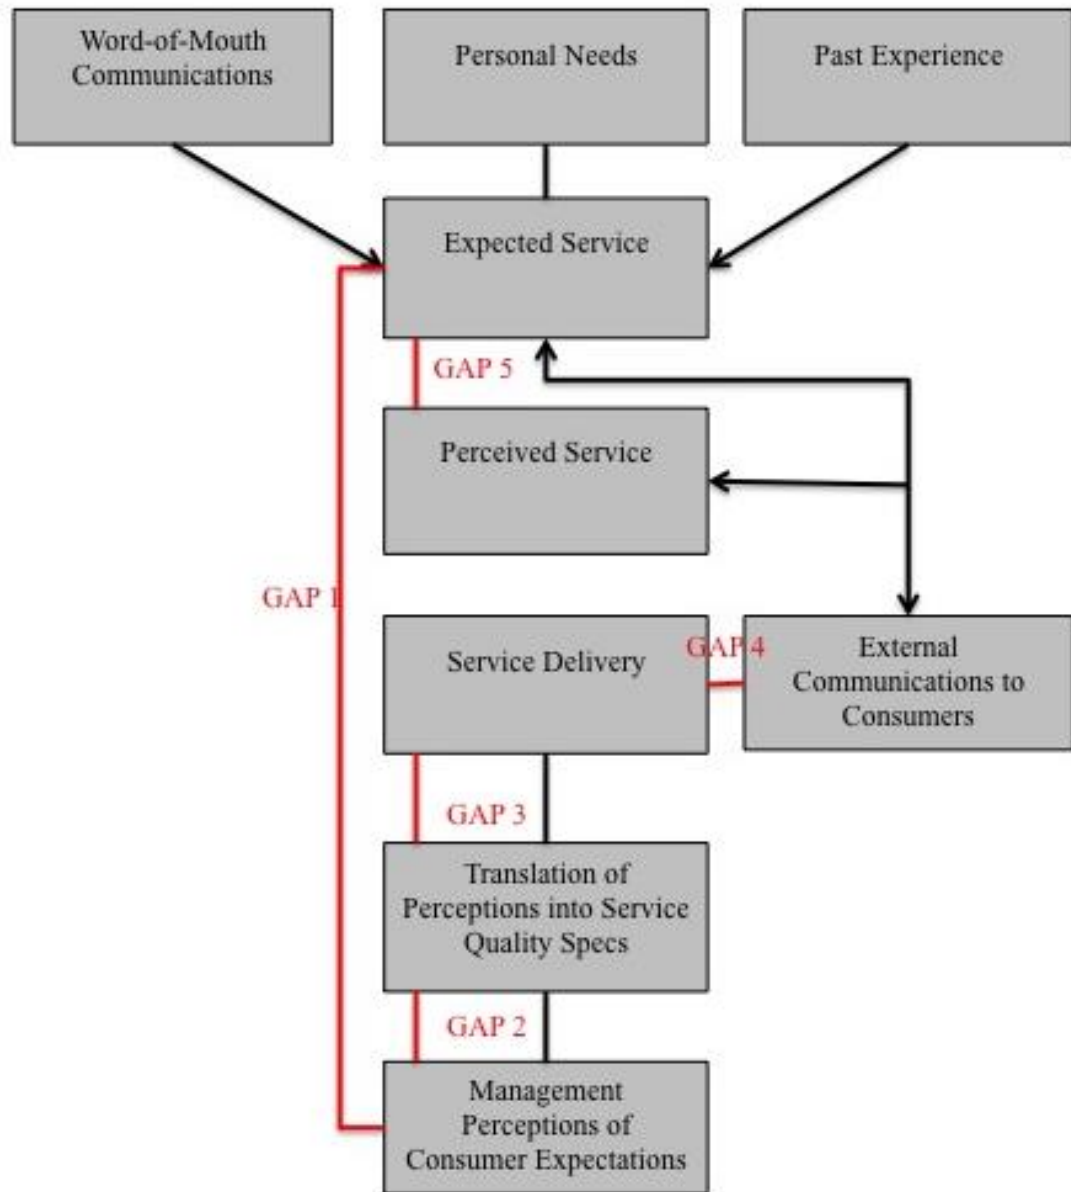 Word-of-Mouth
Communications
Personal Needs
Past Experience
Expected Service
GAP 5
Perceived Service
GAP 1
Service Delivery
GAP 4
External
Communications to
Consumers
GAP 3
Translation of
Perceptions into Service
Quality Specs
GAP 2
Management
Perceptions of
Consumer Expectations